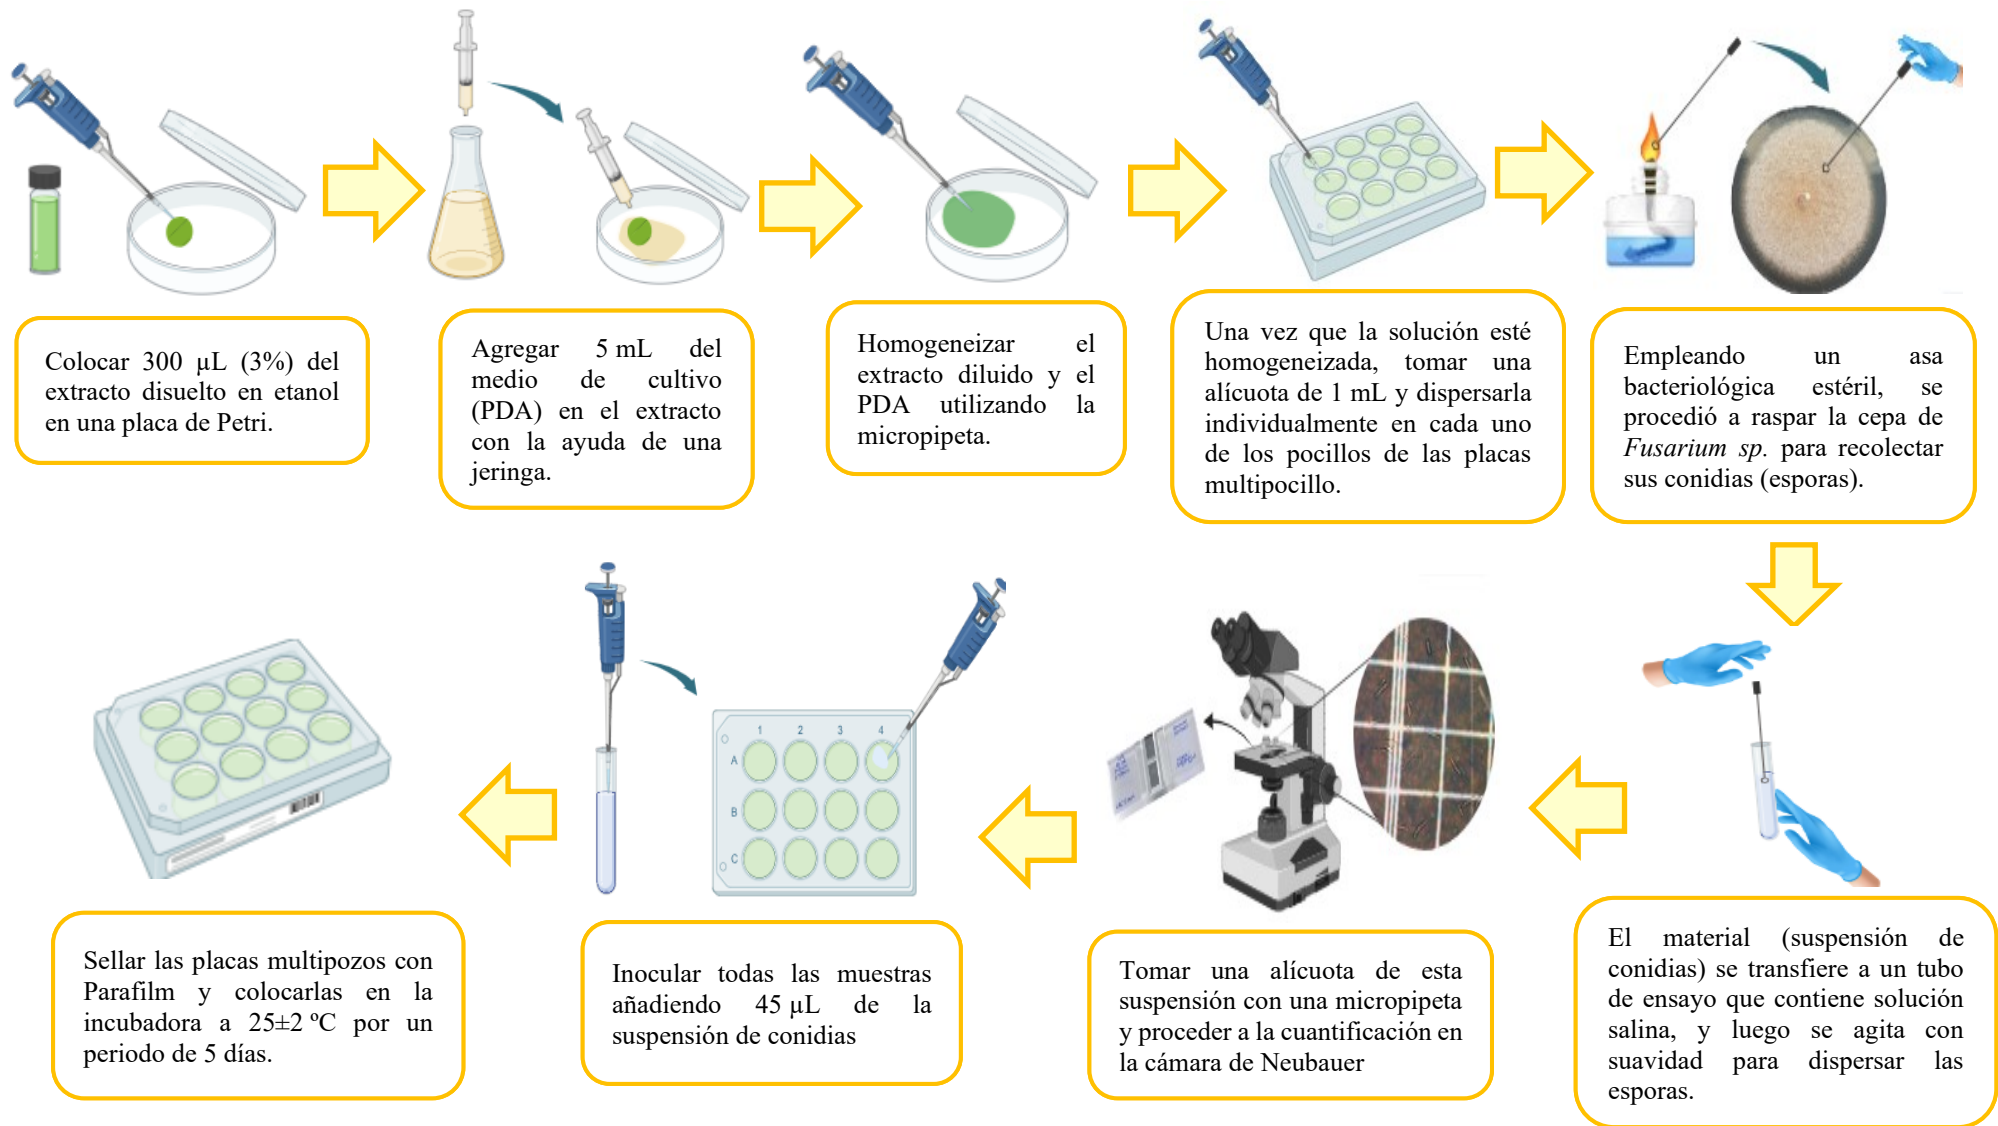 Colocar 300 µL (3%) del
extracto disuelto en etanol
en una placa de Petri.
Agregar 5 mL del
medio de cultivo
(PDA) en el extracto
con la ayuda de una
jeringa.
Homogeneizar el
extracto diluido y el
PDA utilizando la
micropipeta.
Una vez que la solución esté
homogeneizada, tomar una
alícuota de 1 mL y dispersarla
individualmente en cada uno
de los pocillos de las placas
multipocillo.
Empleando un asa
bacteriológica estéril, se
procedió a raspar la cepa de
Fusarium sp. para recolectar
sus conidias (esporas).
El material (suspensión de
conidias) se transfiere a un tubo
de ensayo que contiene solución
salina, y luego se agita con
suavidad para dispersar las
esporas.
Tomar una alícuota de esta
suspensión con una micropipeta
y proceder a la cuantificación en
la cámara de Neubauer
1 2 3 4
A
B
C
Inocular todas las muestras
añadiendo 45 µL de la
suspensión de conidias
Sellar las placas multipozos con
Parafilm y colocarlas en la
incubadora a 25±2 ºC por un
periodo de 5 días.